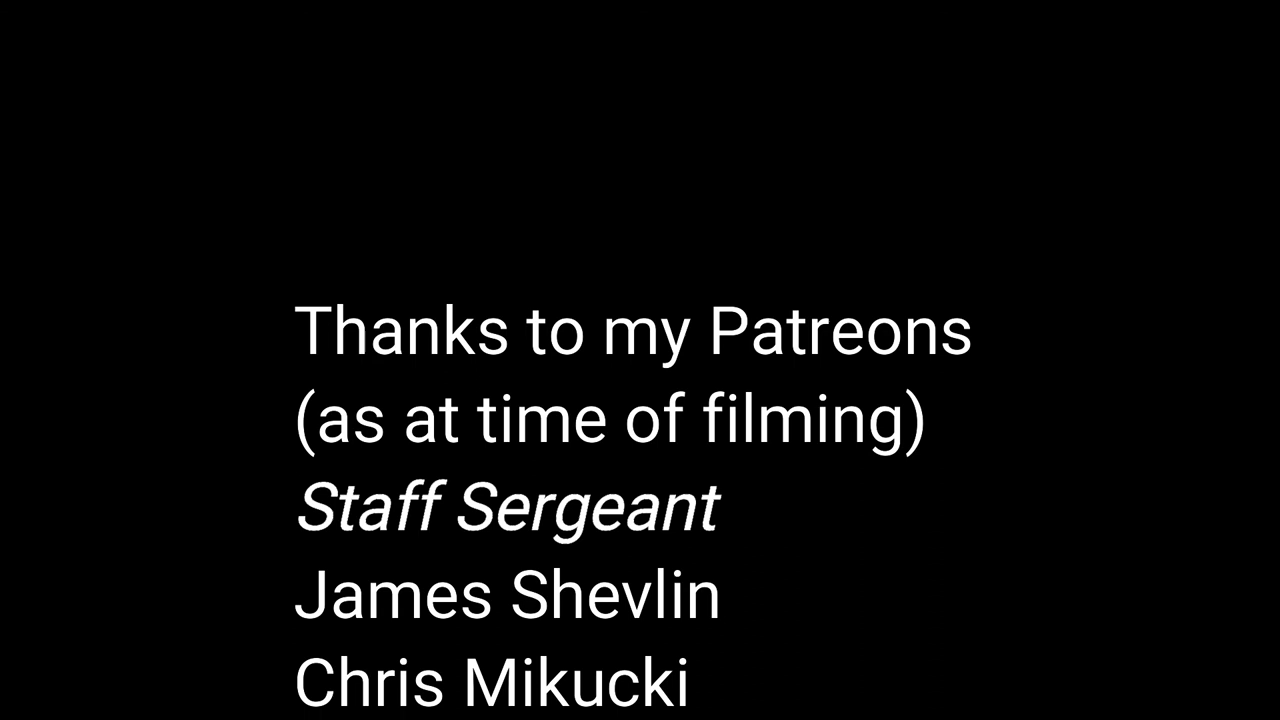 Thanks to my Patreons
(as at time of filming)
Staff Sergeant
James Shevlin
Chris Mikucki